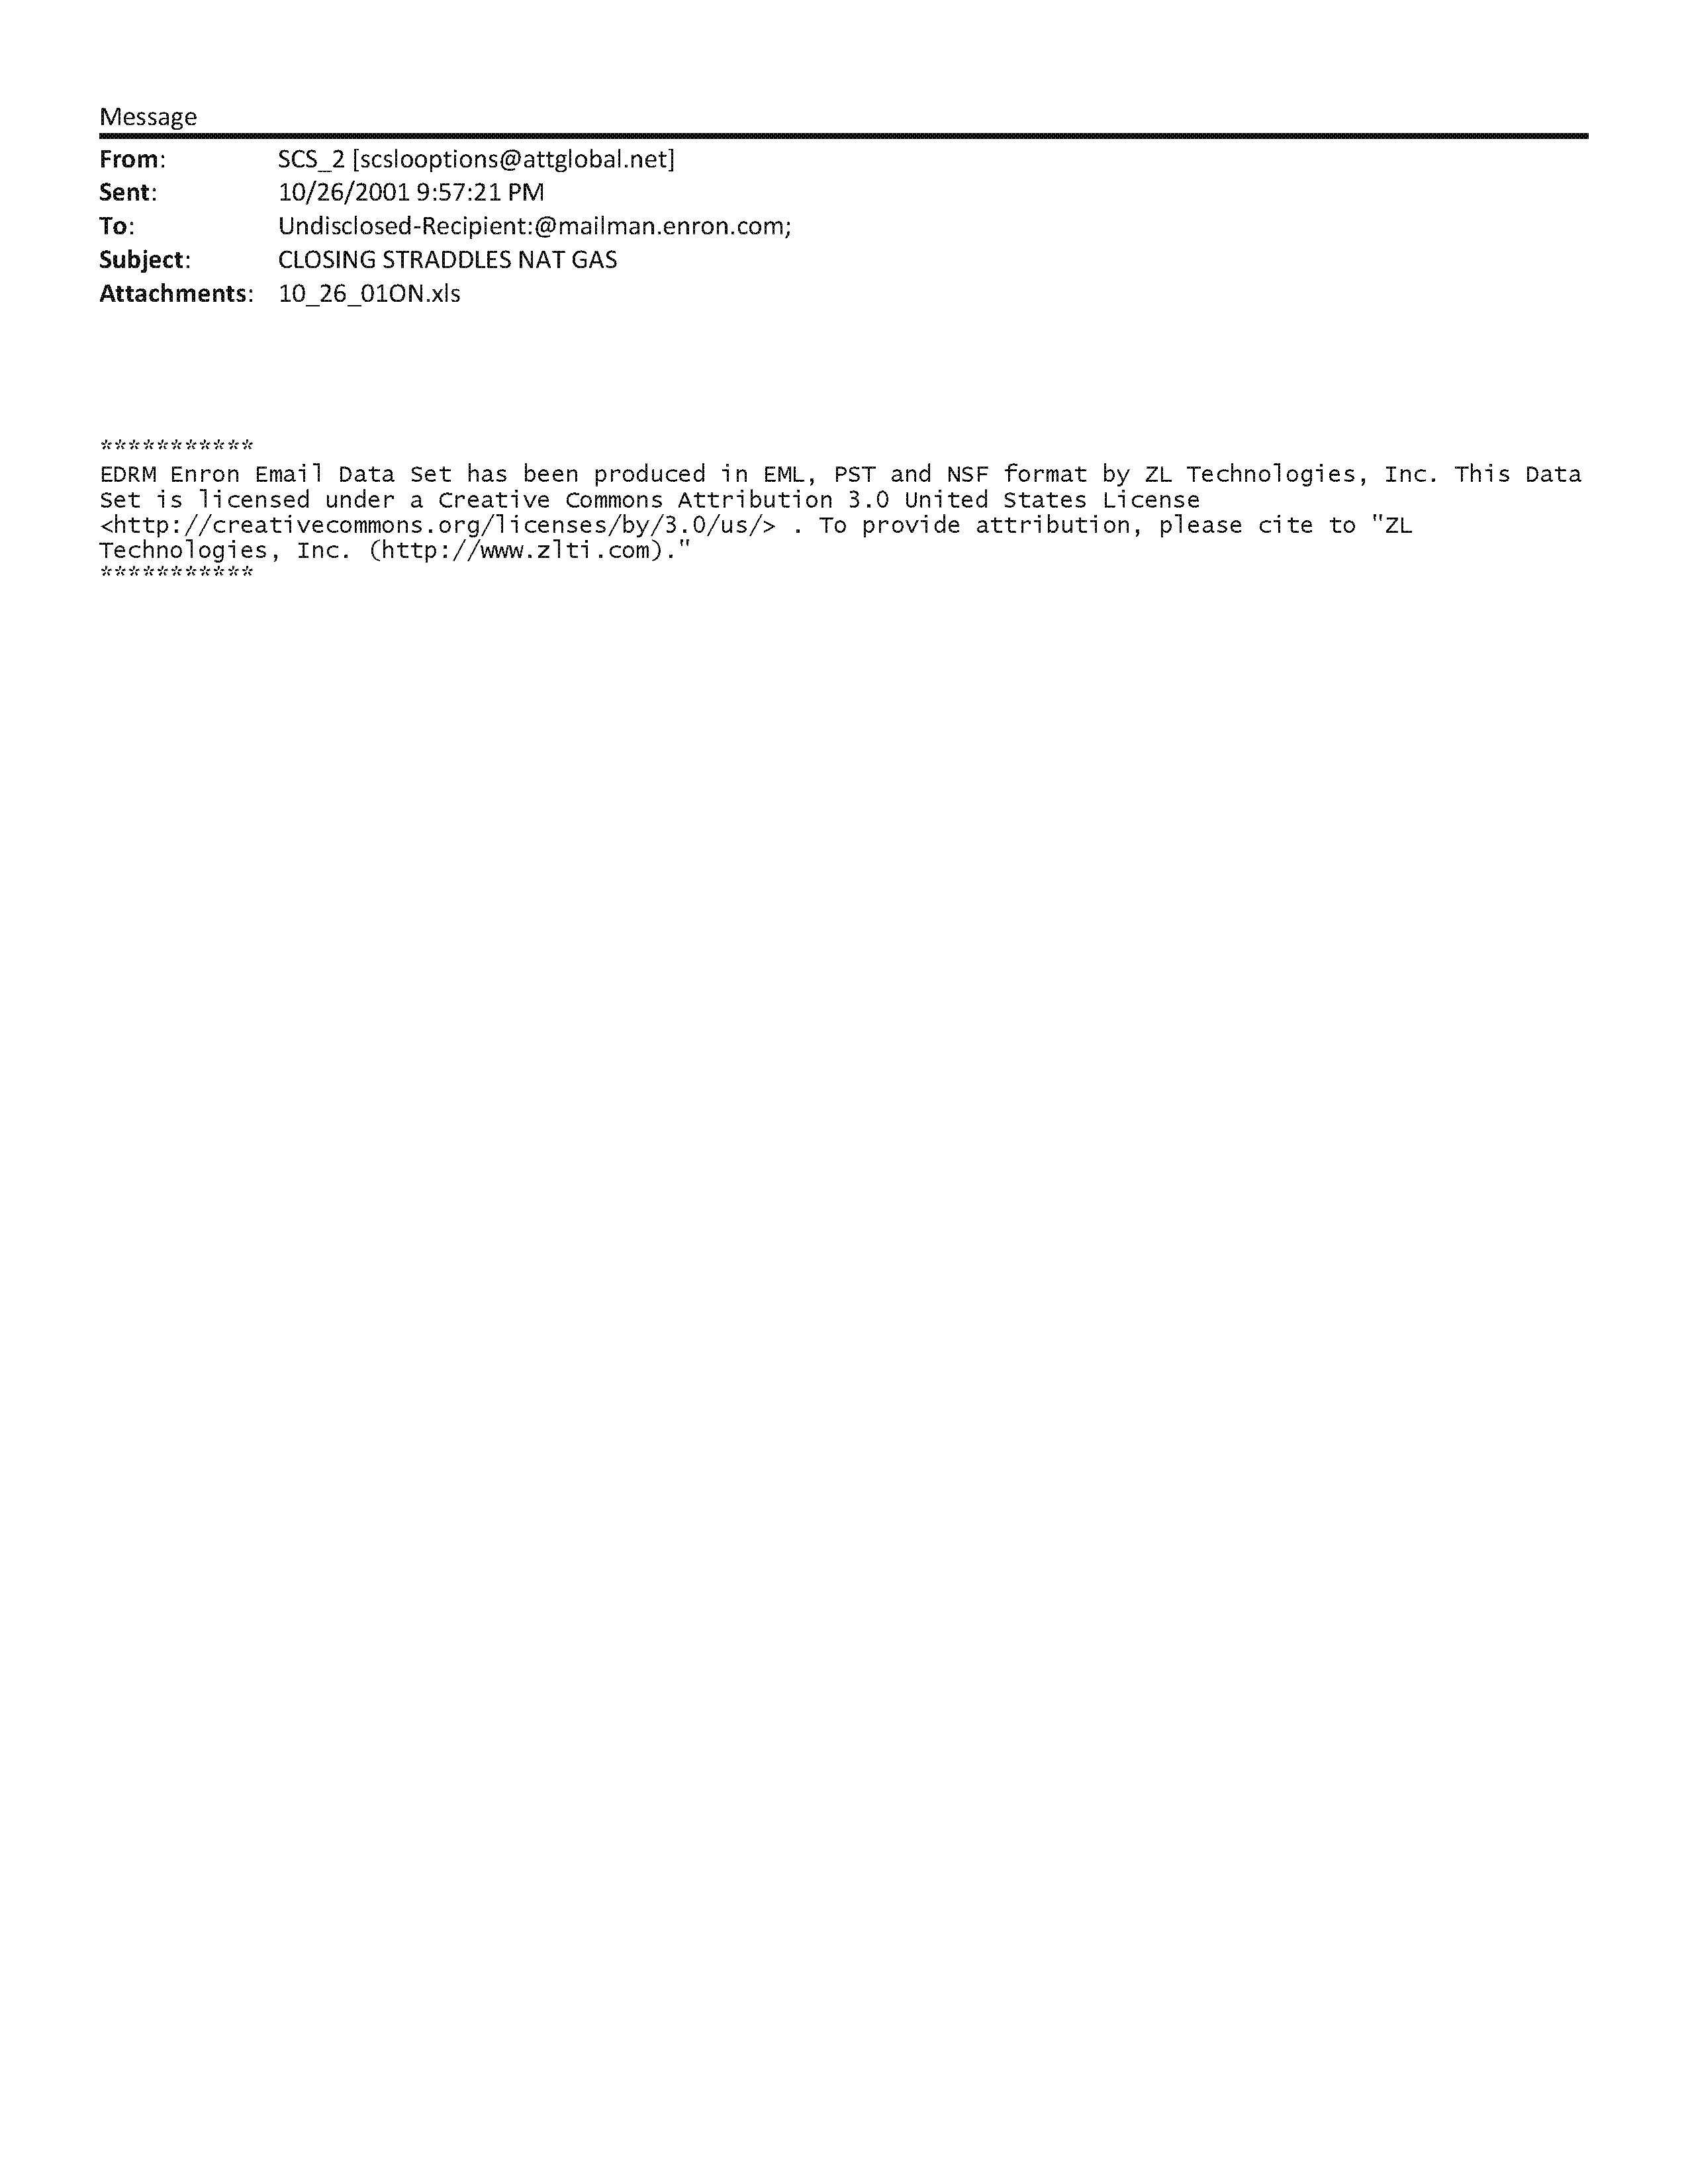 Message
From: SCS_2 [scslooptions@attglobal.net]
Sent: 10/26/2001 9:57:21 PM
To: Undisclosed-Recipient:@mailman.enron.com;
Subject: CLOSING STRADDLES NAT GAS
Attachments: 10_26_01ON.xls
***********
EDRM Enron Email Data Set has been produced in EML, PST and NSF format by ZL Technologies, Inc. This Data
Set is licensed under a Creative Commons Attribution 3.0 United States License
<http://creativecommons.org/licenses/by/3.0/us/> . To provide attribution, please cite to "ZL
Technologies, Inc. (http://www.zlti.com)."
***********